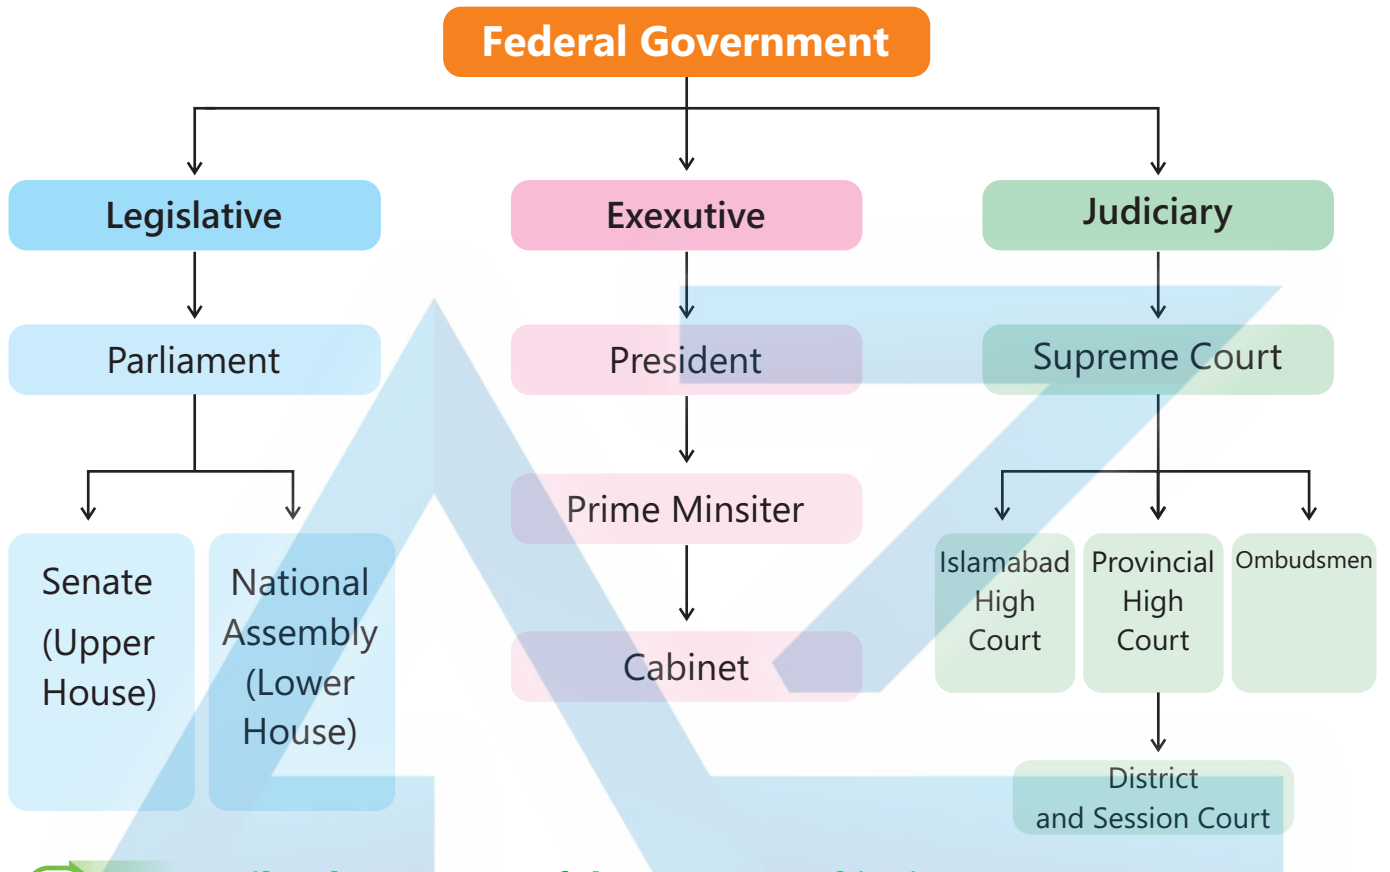 Federal Government
Legislative
Exexutive
Judiciary
Parliament
President
Supreme Court
Prime Minsiter
Senate
(Upper
House)
National
Assembly
(Lower
House)
Cabinet
Islamabad
High
Court
Provincial
High
Court
Ombudsmen
District
and Session Court